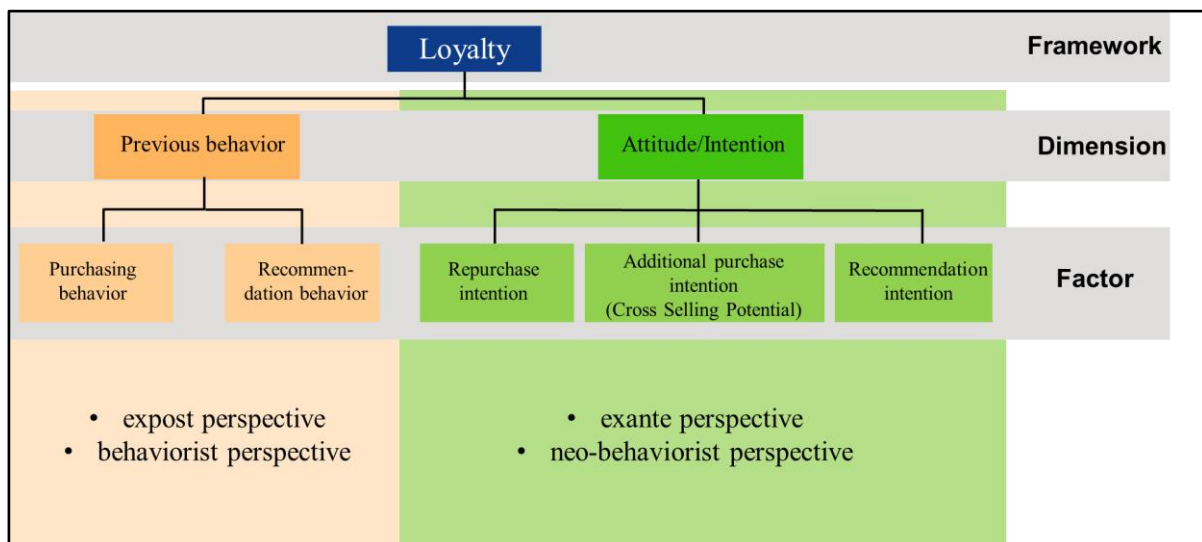 Loyalty
Framework
Previous behavior
Attitude/Intention
Dimension
Purchasing
behavior
Recommen-
dation behavior
Repurchase
intention
Additional purchase
intention
(Cross Selling Potential)
Recommendation
intention
Factor
• expost perspective
• behaviorist perspective
• exante perspective
• neo-behaviorist perspective